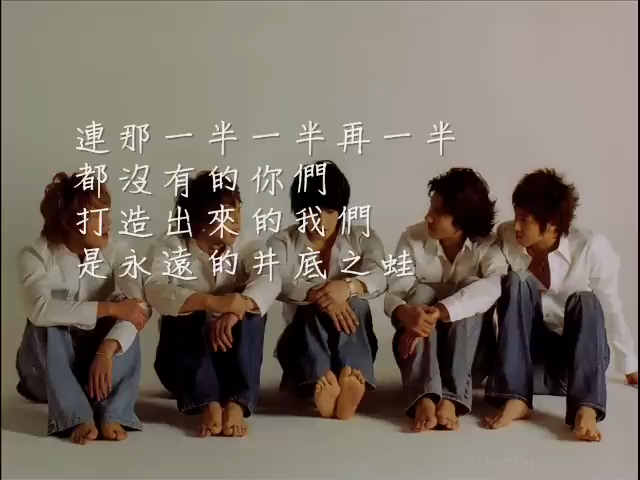 連那一半一半再一半
都沒有的你們
打造出來的我們
是永遠的井底之蛙